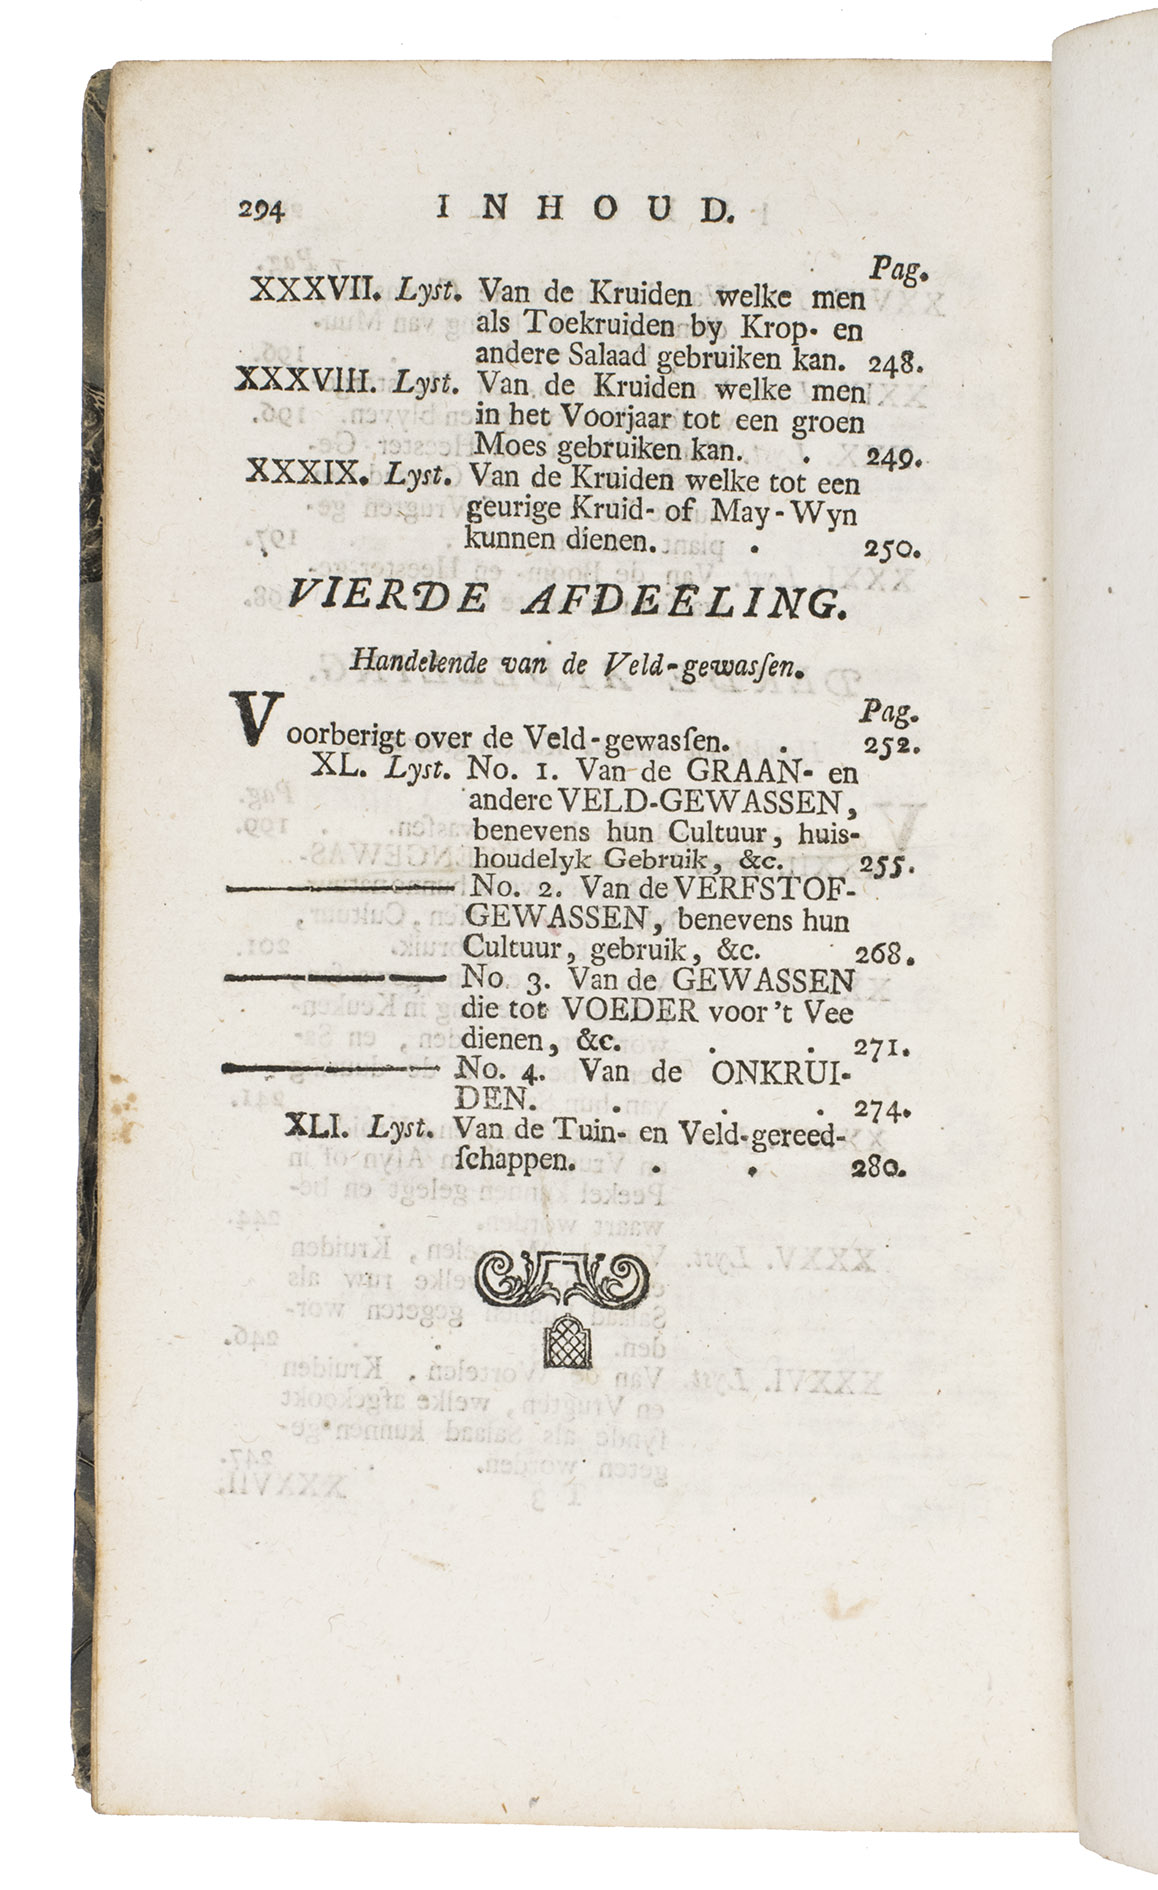 294 INHOUD.
Pag.
XXXVII. Lyst. Van de Kruiden welke men
als Toekruiden by Krop- en
andere Salaad gebruiken kan. 248.
XXXVIII. Lyst. Van de Kruiden welke men
in het Voorjaar tot een groen
Moes gebruiken kan. . 249.
XXXIX. Lyst. Van de Kruiden welke tot een
geurige Kruid- of May-Wyn
kunnen dienen. . 250.
VIERDE AFDEELING.
Handelende van de Veld-gewasſen.
Pag.
Voorberigt over de Veld-gewasſen. . 252.
XL. Lyst. No. 1. Van de GRAAN- en
andere VELD-GEWASSEN,
benevens hun Cultuur, huis-
houdelyk Gebruik, &c. 255.
——— No. 2. Van de VERFSTOF-
GEWASSEN, benevens hun
Cultuur, gebruik, &c. 268.
——— No. 3. Van de GEWASSEN
die tot VOEDER voor 't Vee
dienen, &c. . . 271.
——— No. 4. Van de ONKRUI-
DEN. . . . 274.
XLI. Lyst. Van de Tuin- en Veld-gereed-
ſchappen. . . 280.